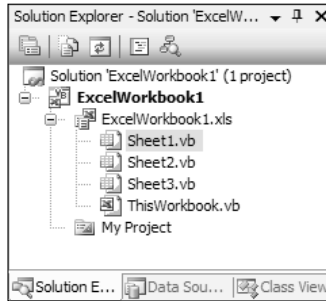 Solution Explorer - Solution 'ExcelW...
Solution 'ExcelWorkbook1' (1 project)
ExcelWorkbook1
ExcelWorkbook1.xls
Sheet1.vb
Sheet2.vb
Sheet3.vb
ThisWorkbook.vb
My Project
Solution E... Data Sou... Class View